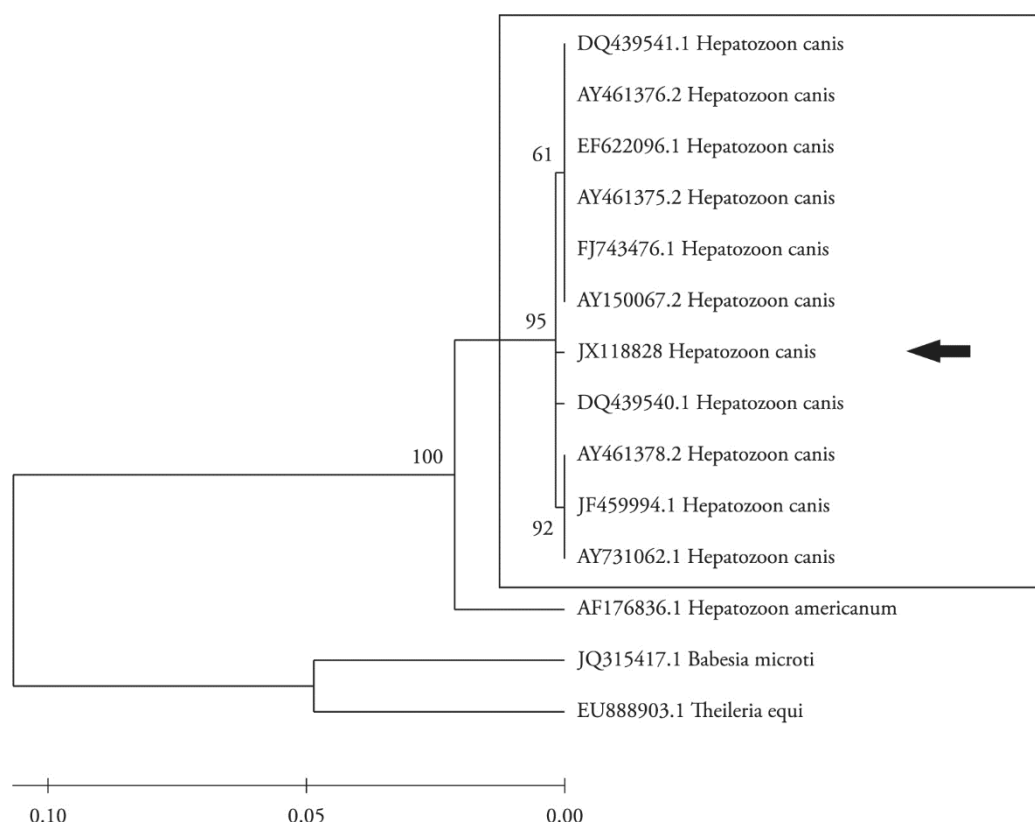 DQ439541.1 Hepatozoon canis
AY461376.2 Hepatozoon canis
EF622096.1 Hepatozoon canis
61
AY461375.2 Hepatozoon canis
FJ743476.1 Hepatozoon canis
AY150067.2 Hepatozoon canis
95
JX118828 Hepatozoon canis
DQ439540.1 Hepatozoon canis
AY461378.2 Hepatozoon canis
100
JF459994.1 Hepatozoon canis
92
AY731062.1 Hepatozoon canis
AF176836.1 Hepatozoon americanum
JQ315417.1 Babesia microti
EU888903.1 Theileria equi
0.10 0.05 0.00